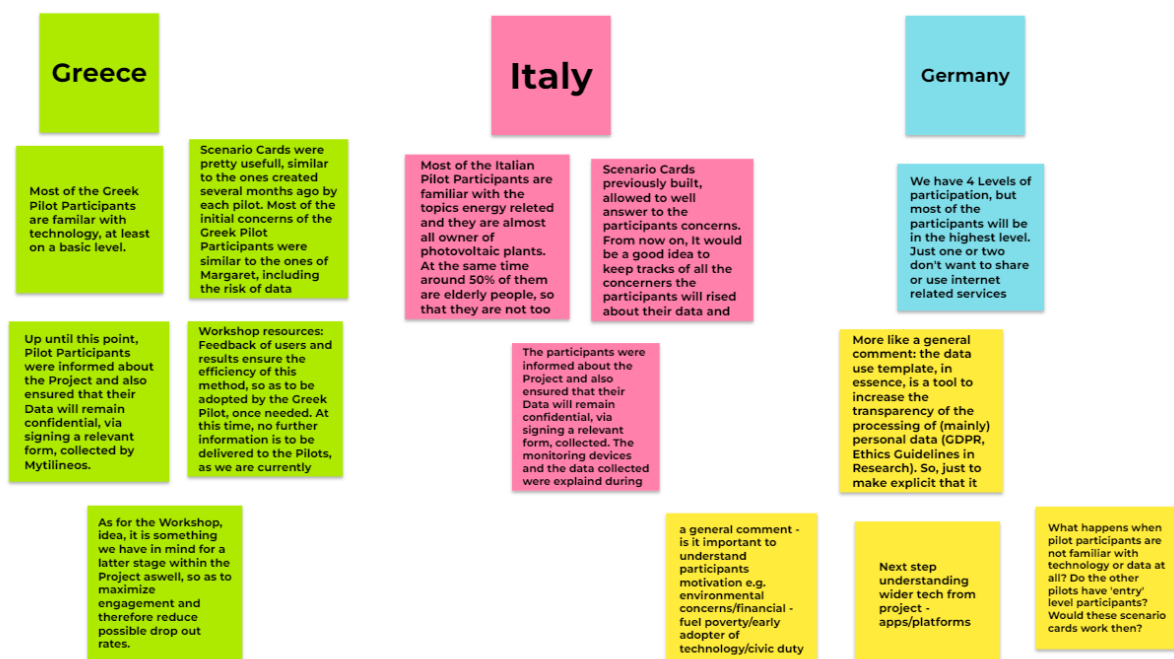 Greece
Most of the Greek
Pilot Participants
are familar with
technology, at least
on a basic level.
Scenario Cards were
pretty usefull, similar
to the ones created
several months ago by
each pilot. Most of the
initial concerns of the
Greek Pilot
Participants were
similar to the ones of
Margaret, including
the risk of data
Up until this point,
Pilot Participants
were informed about
the Project and also
ensured that their
Data will remain
confidential, via
signing a relevant
form, collected by
Mytilineos.
Workshop resources:
Feedback of users and
results ensure the
efficiency of this
method, so as to be
adopted by the Greek
Pilot, once needed. At
this time, no further
information is to be
delivered to the Pilots,
as we are currently
As for the Workshop,
idea, it is something
we have in mind for a
latter stage within the
Project aswell, so as to
maximize
engagement and
therefore reduce
possible drop out
rates.
Italy
Most of the Italian
Pilot Participants are
familiar with the
topics energy releted
and they are almost
all owner of
photovoltaic plants.
At the same time
around 50% of them
are elderly people, so
that they are not too
Scenario Cards
previously built,
allowed to well
answer to the
participants concerns.
From now on, It would
be a good idea to
keep tracks of all the
concerners the
participants will rised
about their data and
The participants were
informed about the
Project and also
ensured that their
Data will remain
confidential, via
signing a relevant
form, collected. The
monitoring devices
and the data collected
were explaind during
Germany
We have 4 Levels of
participation, but
most of the
participants will be
in the highest level.
Just one or two
don't want to share
or use internet
related services
More like a general
comment: the data
use template, in
essence, is a tool to
increase the
transparency of the
processing of (mainly)
personal data (GDPR,
Ethics Guidelines in
Research). So, just to
make explicit that it
a general comment -
is it important to
understand
participants
motivation e.g.
environmental
concerns/financial -
fuel poverty/early
adopter of
technology/civic duty
Next step
understanding
wider tech from
project -
apps/platforms
What happens when
pilot participants are
not familiar with
technology or data at
all? Do the other
pilots have 'entry'
level participants?
Would these scenario
cards work then?